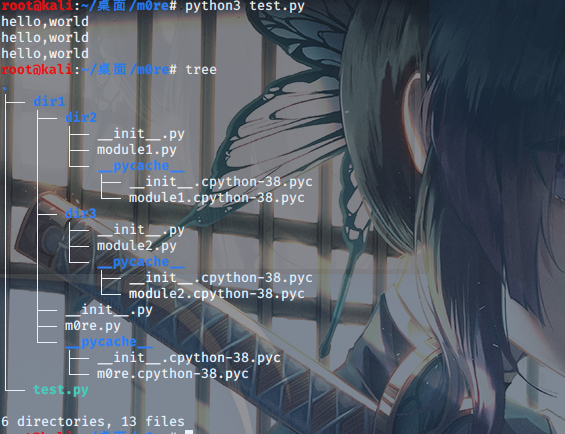 root@kali:~/桌面/m0re# python3 test.py
hello,world
hello,world
hello,world
root@kali:~/桌面/m0re# tree
.
├── dir1
│   ├── dir2
│   │   ├── __init__.py
│   │   ├── module1.py
│   │   └── __pycache__
│   │       ├── __init__.cpython-38.pyc
│   │       └── module1.cpython-38.pyc
│   ├── dir3
│   │   ├── __init__.py
│   │   ├── module2.py
│   │   └── __pycache__
│   │       ├── __init__.cpython-38.pyc
│   │       └── module2.cpython-38.pyc
│   ├── __init__.py
│   ├── m0re.py
│   └── __pycache__
│       ├── __init__.cpython-38.pyc
│       └── m0re.cpython-38.pyc
└── test.py
6 directories, 13 files